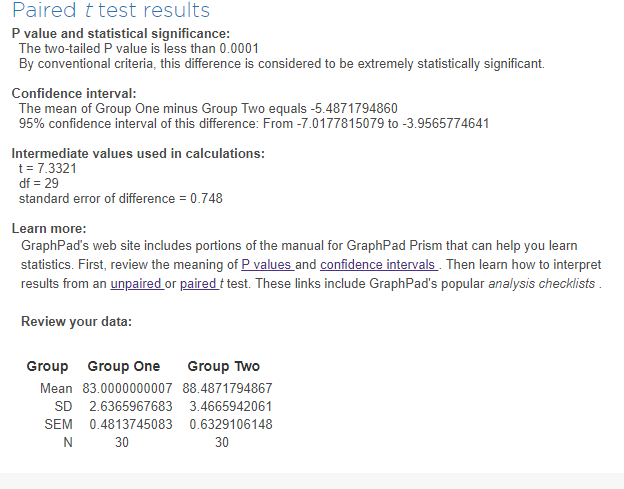 Paired t test results
P value and statistical significance:
The two-tailed P value is less than 0.0001
By conventional criteria, this difference is considered to be extremely statistically significant.
Confidence interval:
The mean of Group One minus Group Two equals -5.4871794860
95% confidence interval of this difference: From -7.0177815079 to -3.9565774641
Intermediate values used in calculations:
t = 7.3321
df = 29
standard error of difference = 0.748
Learn more:
GraphPad's web site includes portions of the manual for GraphPad Prism that can help you learn
statistics. First, review the meaning of P values and confidence intervals . Then learn how to interpret
results from an unpaired or paired t test. These links include GraphPad's popular analysis checklists .
Review your data:
Group Group One Group Two
Mean 83.0000000007 88.4871794867
SD 2.6365967683 3.4665942061
SEM 0.4813745083 0.6329106148
N 30 30